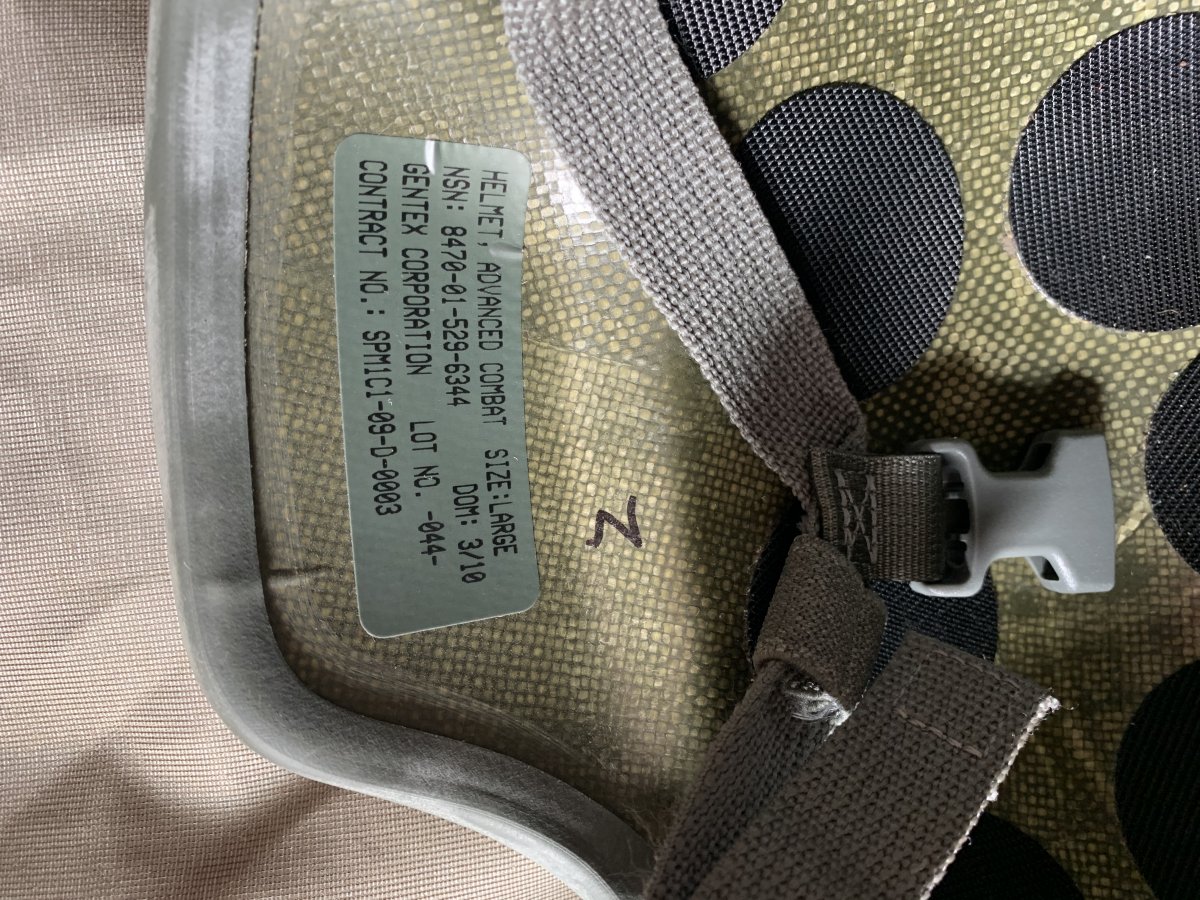 HELMET, ADVANCED COMBAT SIZE:LARGE
NSN: 8470-01-529-6344 DOM: 3/10
GENTEX CORPORATION LOT NO. -044-
CONTRACT NO.: SPM1C1-09-D-0003
N